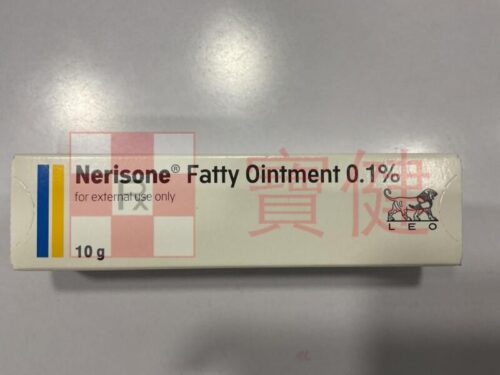 Nerisone® Fatty Ointment 0.1%
for external use only
Rx
寶健
10 g
LEO